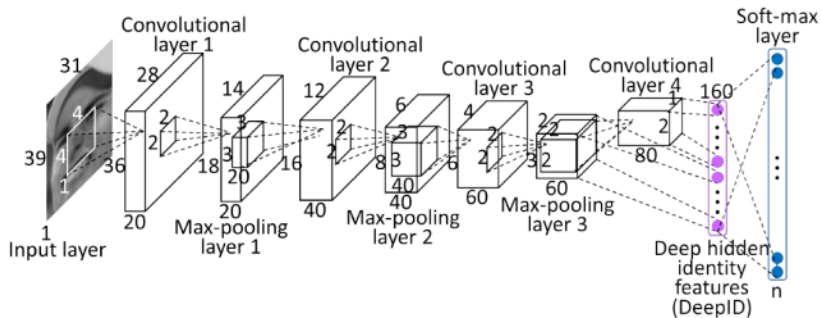 Convolutional
layer 1
Convolutional
layer 2
Convolutional
layer 3
Convolutional
layer 4
Soft-max
layer
31
39
4
4
1
1
Input layer
28
36
20
2
2
14
18
20
3
3
20
Max-pooling
layer 1
12
16
40
2
2
6
8
40
3
3
40
Max-pooling
layer 2
4
6
60
2
2
2
3
60
2
2
Max-pooling
layer 3
1
2
80
160
Deep hidden
identity
features
(DeepID)
n